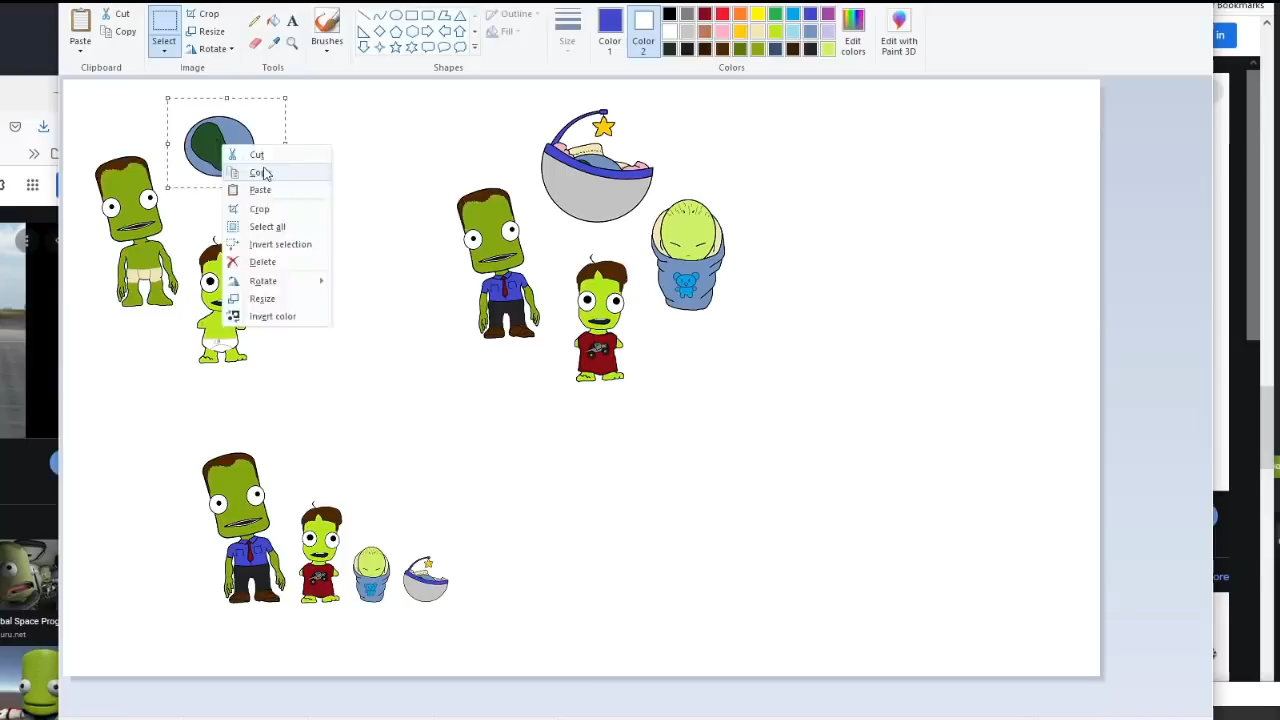 Bookmarks
in
Paste
Cut
Copy
Select
Crop
Resize
Rotate
Brushes
Outline
Fill
Size
Color
1
Color
2
Edit
colors
Edit with
Paint 3D
Clipboard
Image
Tools
Shapes
Colors
Cut
Paste
Crop
Select all
Invert selection
Delete
Rotate
Resize
Invert color
bal Space Prog
uru.net
ore